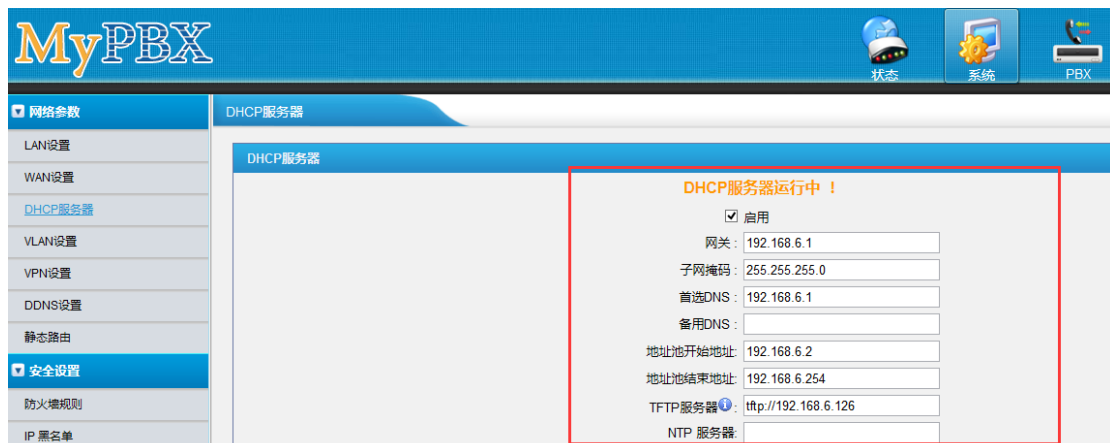 MyPBX
状态
系统
PBX
网络参数
LAN设置
WAN设置
DHCP服务器
VLAN设置
VPN设置
DDNS设置
静态路由
安全设置
防火墙规则
IP 黑名单
DHCP服务器
DHCP服务器
DHCP服务器运行中 ！
启用
网关 : 192.168.6.1
子网掩码 : 255.255.255.0
首选DNS : 192.168.6.1
备用DNS :
地址池开始地址: 192.168.6.2
地址池结束地址: 192.168.6.254
TFTP服务器 : tftp://192.168.6.126
NTP 服务器: